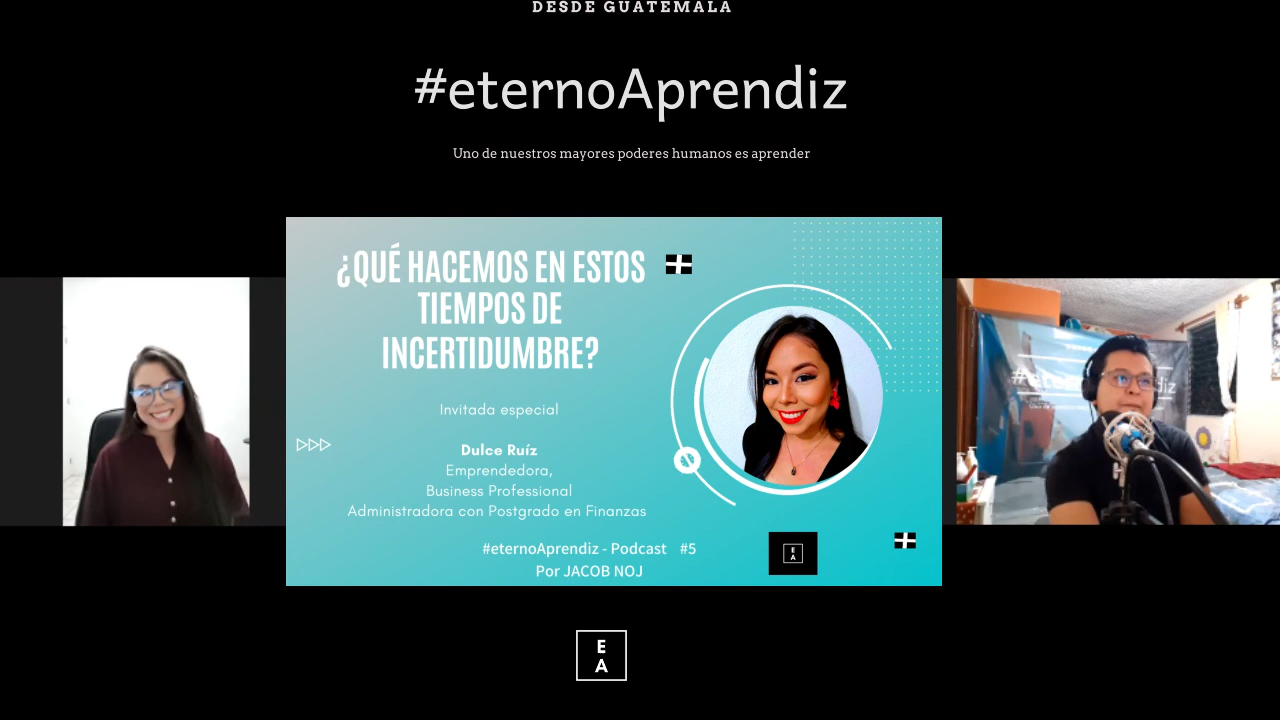 DESDE GUATEMALA
#eternoAprendiz
Uno de nuestros mayores poderes humanos es aprender
¿QUÉ HACEMOS EN ESTOS
TIEMPOS DE
INCERTIDUMBRE?
Invitada especial
Dulce Ruíz
Emprendedora,
Business Professional
Administradora con Postgrado en Finanzas
#eternoAprendiz - Podcast #5
Por JACOB NOJ
E
A
E
A